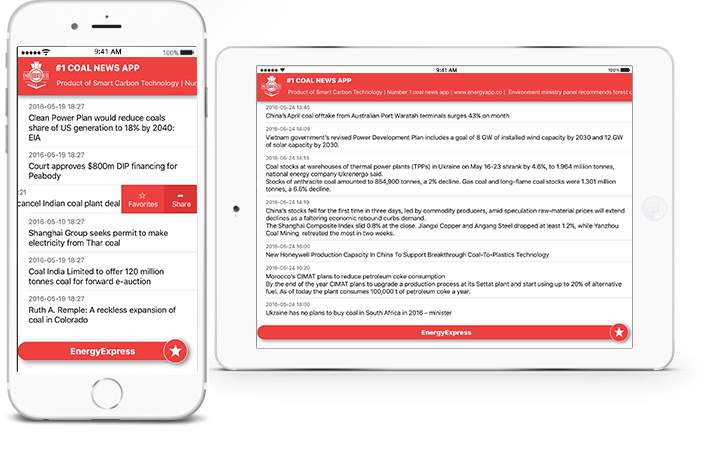 9:41 AM
100%
#1 COAL NEWS APP
Product of Smart Carbon Technology | Num
2016-05-19 18:27
Clean Power Plan would reduce coals
share of US generation to 18% by 2040:
EIA
2016-05-19 18:27
Court approves $800m DIP financing for
Peabody
:21
cancel Indian coal plant deal
Favorites
Share
2016-05-19 18:27
Shanghai Group seeks permit to make
electricity from Thar coal
2016-05-19 18:27
Coal India Limited to offer 120 million
tonnes coal for forward e-auction
2016-05-19 18:27
Ruth A. Remple: A reckless expansion of
coal in Colorado
EnergyExpress
9:41 AM
100%
#1 COAL NEWS APP
Product of Smart Carbon Technology | Number 1 coal news app | www.energyapp.co | Environment ministry panel recommends forest c
2016-05-24 13:45
China's April coal offtake from Australian Port Waratah terminals surges 43% on month
2016-05-24 14:09
Vietnam government's revised Power Development Plan includes a goal of 8 GW of installed wind capacity by 2030 and 12 GW
of solar capacity by 2030.
2016-05-24 14:18
Coal stocks at warehouses of thermal power plants (TPPs) in Ukraine on May 16-23 shrank by 4.6%, to 1.964 million tonnes,
national energy company Ukrenergo said.
Stocks of anthracite coal amounted to 854,900 tonnes, a 2% decline. Gas coal and long-flame coal stocks were 1.301 million
tonnes, a 6.6% decline.
2016-05-24 14:19
China's stocks fell for the first time in three days, led by commodity producers, amid speculation raw-material prices will extend
declines as a faltering economic rebound curbs demand.
The Shanghai Composite Index slid 0.8% at the close. Jiangxi Copper and Angang Steel dropped at least 1.2%, while Yanzhou
Coal Mining retreated the most in two weeks.
2016-05-24 16:00
New Honeywell Production Capacity In China To Support Breakthrough Coal-To-Plastics Technology
2016-05-24 16:20
Morocco's CIMAT plans to reduce petroleum coke consumption
By the end of the year CIMAT plans to upgrade a production process at its Settat plant and start using up to 20% of alternative
fuel. As of today the plant consumes 100,000 t of petroleum coke a year.
2016-05-24 18:00
Ukraine has no plans to buy coal in South Africa in 2016 – minister
EnergyExpress